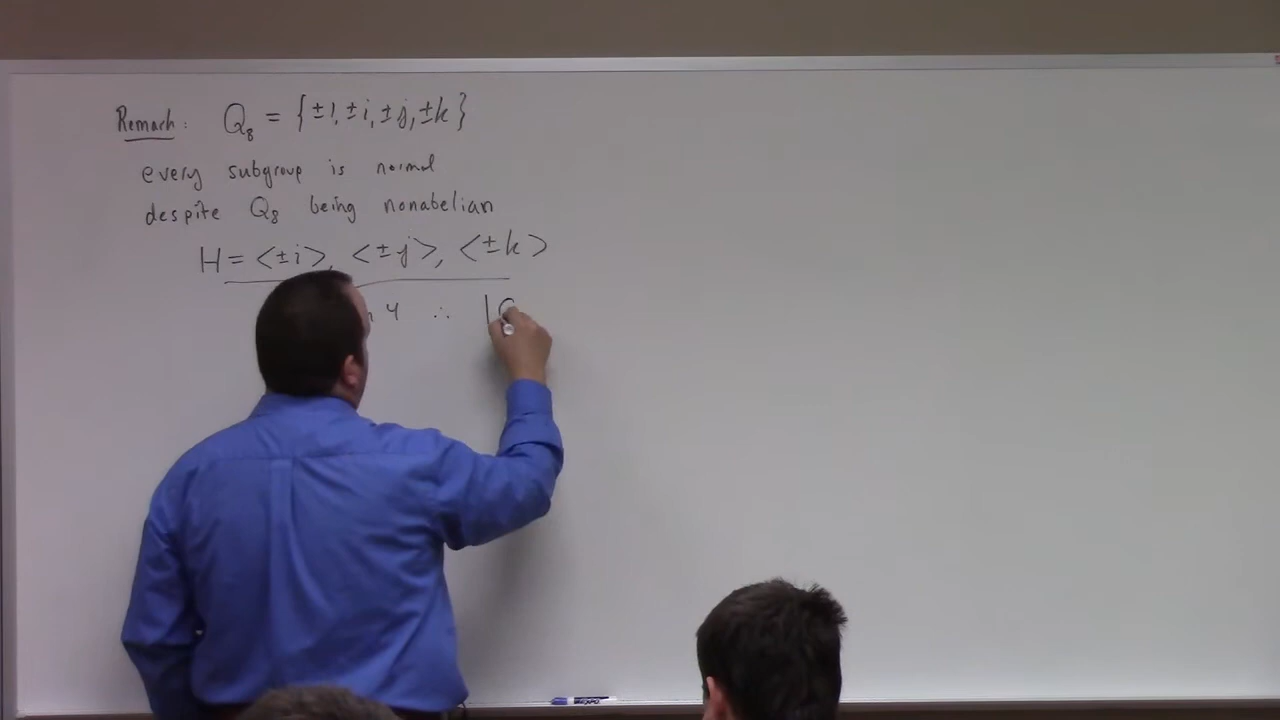 Remark: Q₈ = {±1, ±i, ±j, ±k}
every subgroup is normal
despite Q₈ being nonabelian
H = <±i>, <±j>, <±k>
4 ∴ |